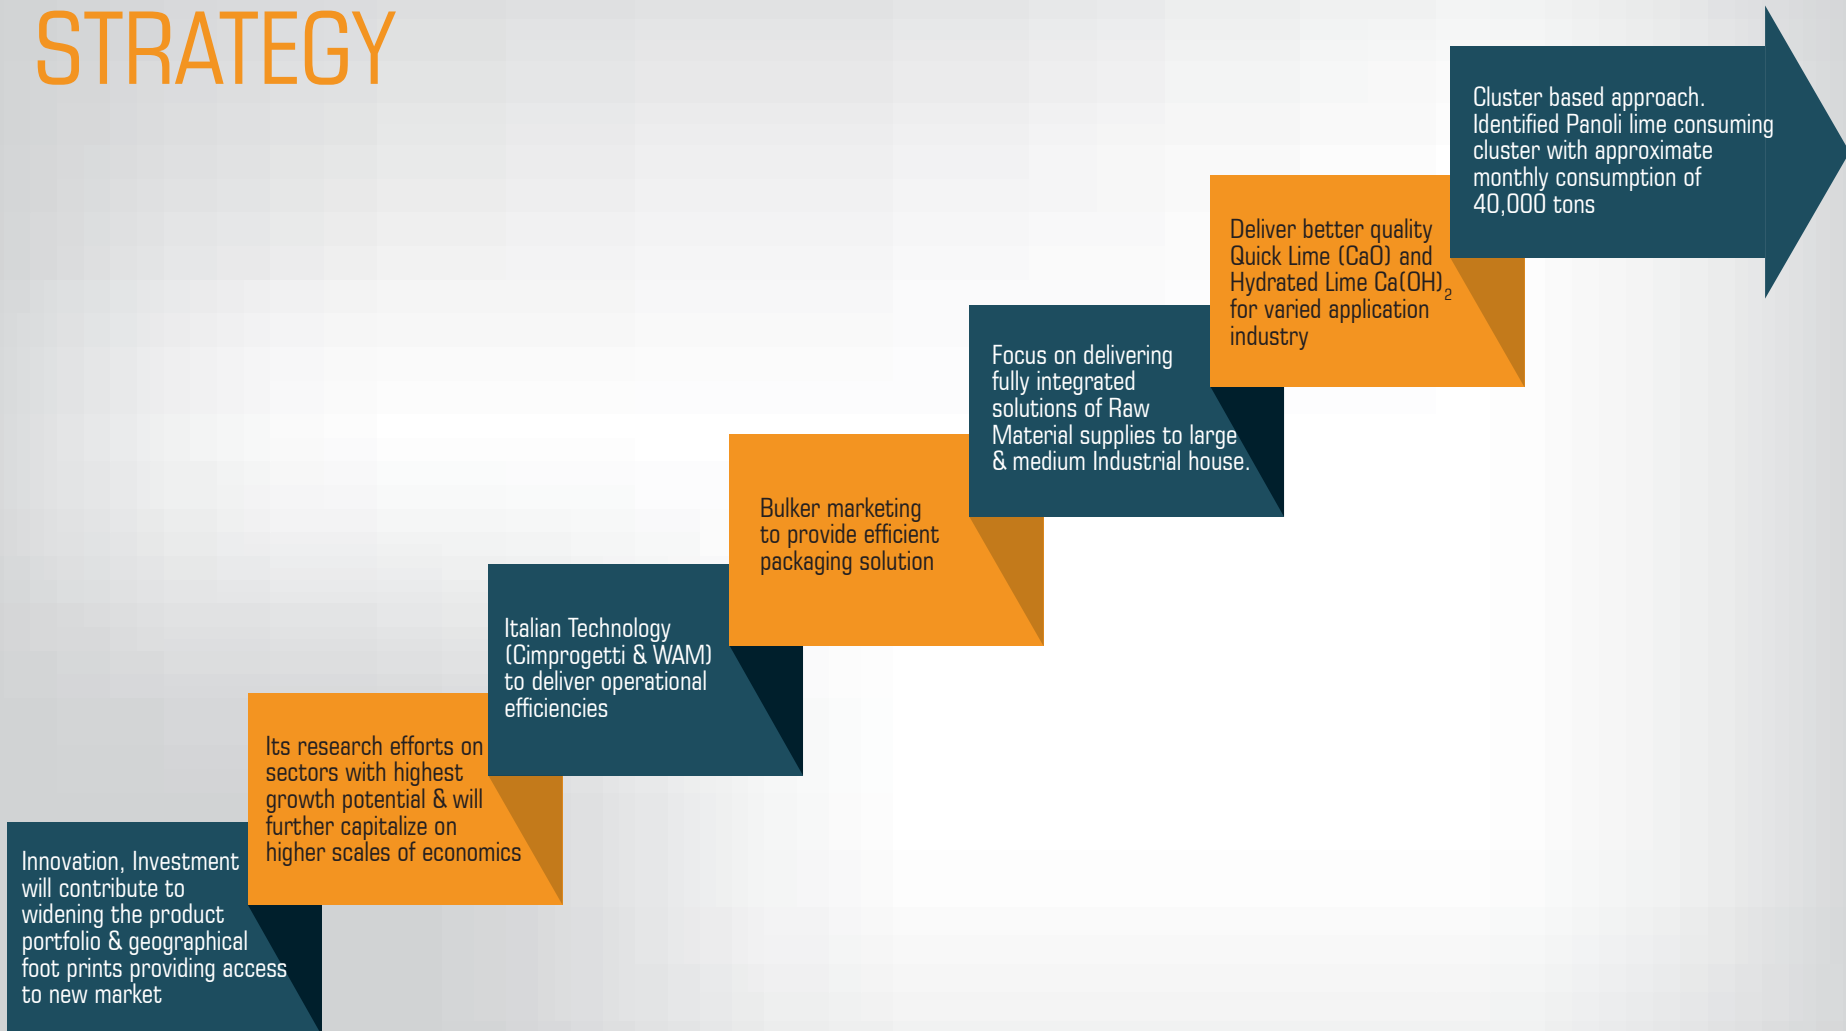 STRATEGY
Cluster based approach.
Identified Panoli lime consuming
cluster with approximate
monthly consumption of
40,000 tons
Deliver better quality
Quick Lime (CaO) and
Hydrated Lime Ca(OH)₂
for varied application
industry
Focus on delivering
fully integrated
solutions of Raw
Material supplies to large
& medium Industrial house.
Bulker marketing
to provide efficient
packaging solution
Italian Technology
(Cimprogetti & WAM)
to deliver operational
efficiencies
Its research efforts on
sectors with highest
growth potential & will
further capitalize on
higher scales of economics
Innovation, Investment
will contribute to
widening the product
portfolio & geographical
foot prints providing access
to new market